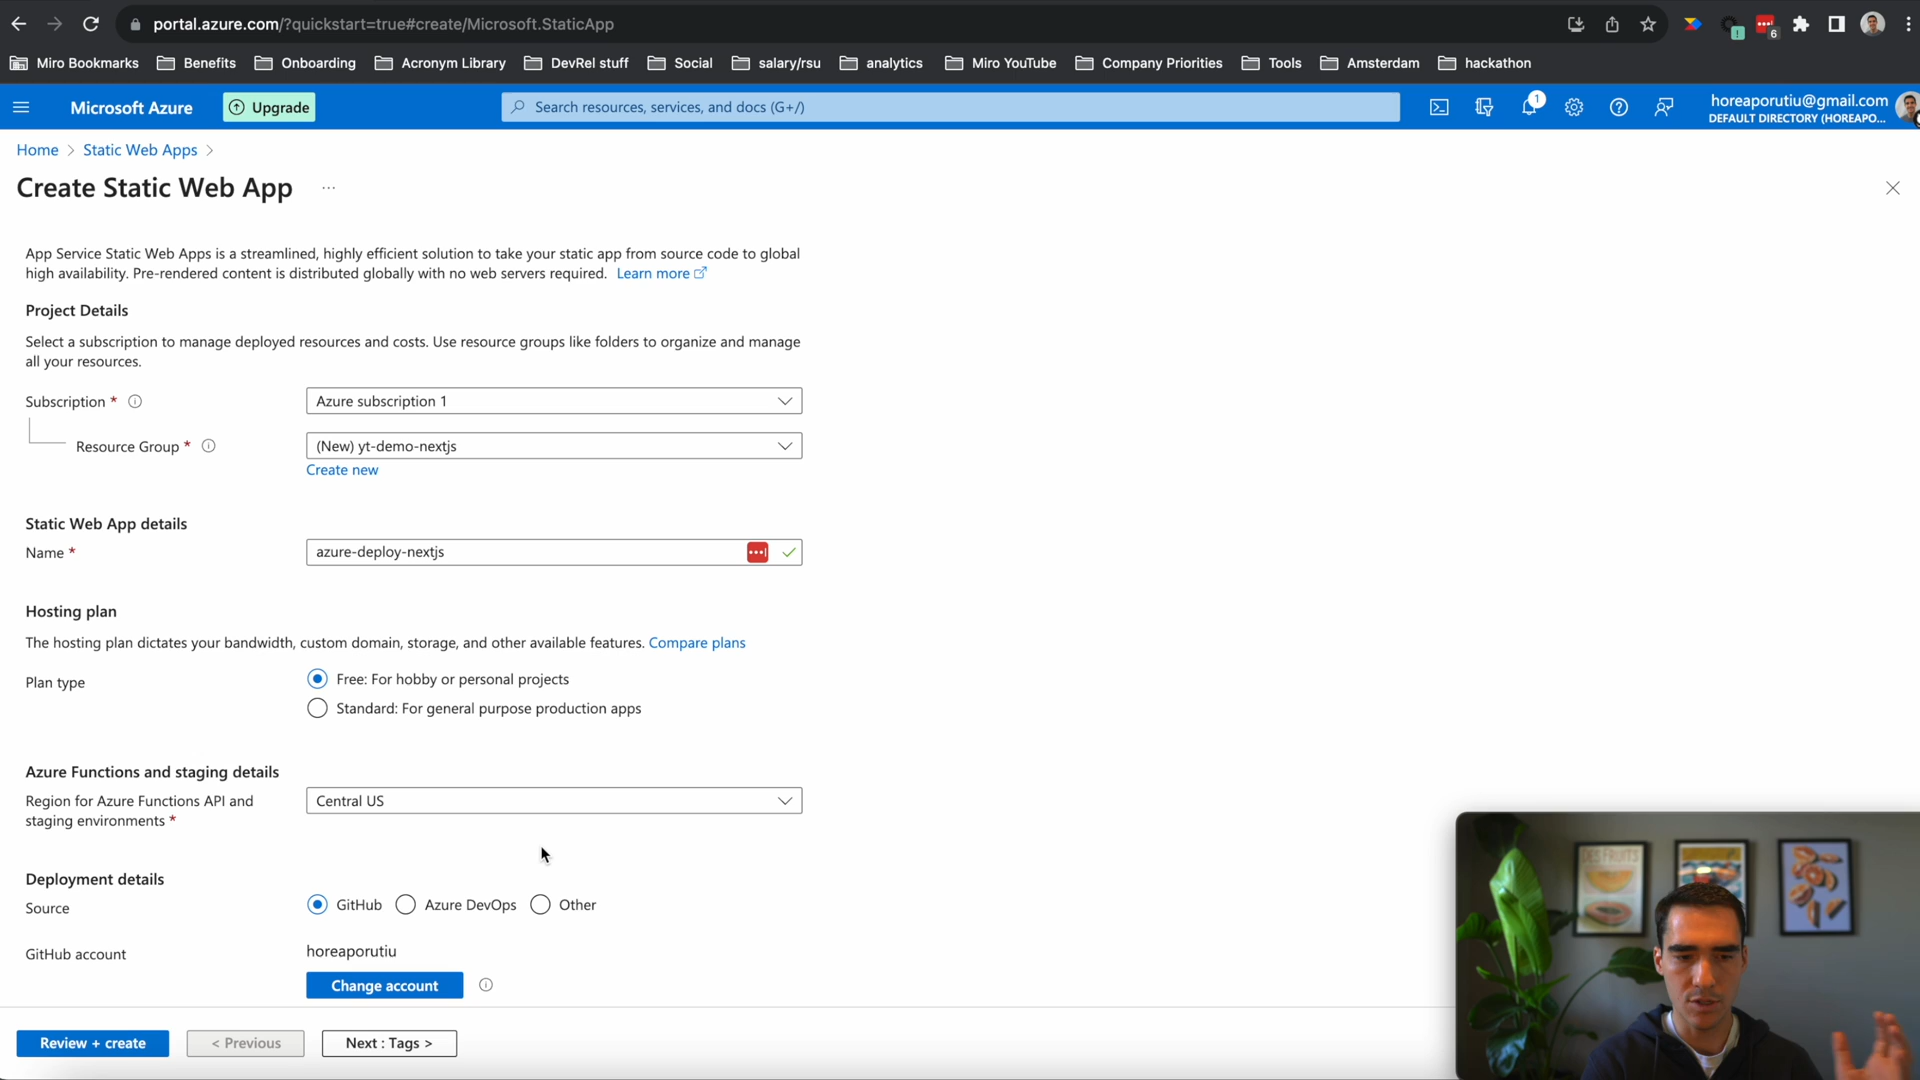 portal.azure.com/?quickstart=true#create/Microsoft.StaticApp
6
Miro Bookmarks
Benefits
Onboarding
Acronym Library
DevRel stuff
Social
salary/rsu
analytics
Miro YouTube
Company Priorities
Tools
Amsterdam
hackathon
Microsoft Azure
Upgrade
Search resources, services, and docs (G+/)
1
horeaporutiu@gmail.com
DEFAULT DIRECTORY (HOREAPO...
Home > Static Web Apps >
Create Static Web App ...
App Service Static Web Apps is a streamlined, highly efficient solution to take your static app from source code to global
high availability. Pre-rendered content is distributed globally with no web servers required. Learn more
Project Details
Select a subscription to manage deployed resources and costs. Use resource groups like folders to organize and manage
all your resources.
Subscription *
Azure subscription 1
Resource Group *
(New) yt-demo-nextjs
Create new
Static Web App details
Name *
azure-deploy-nextjs
Hosting plan
The hosting plan dictates your bandwidth, custom domain, storage, and other available features. Compare plans
Plan type
Free: For hobby or personal projects
Standard: For general purpose production apps
Azure Functions and staging details
Region for Azure Functions API and
staging environments *
Central US
Deployment details
Source
GitHub
Azure DevOps
Other
GitHub account
horeaporutiu
Change account
Review + create
< Previous
Next : Tags >
DES FRUITS